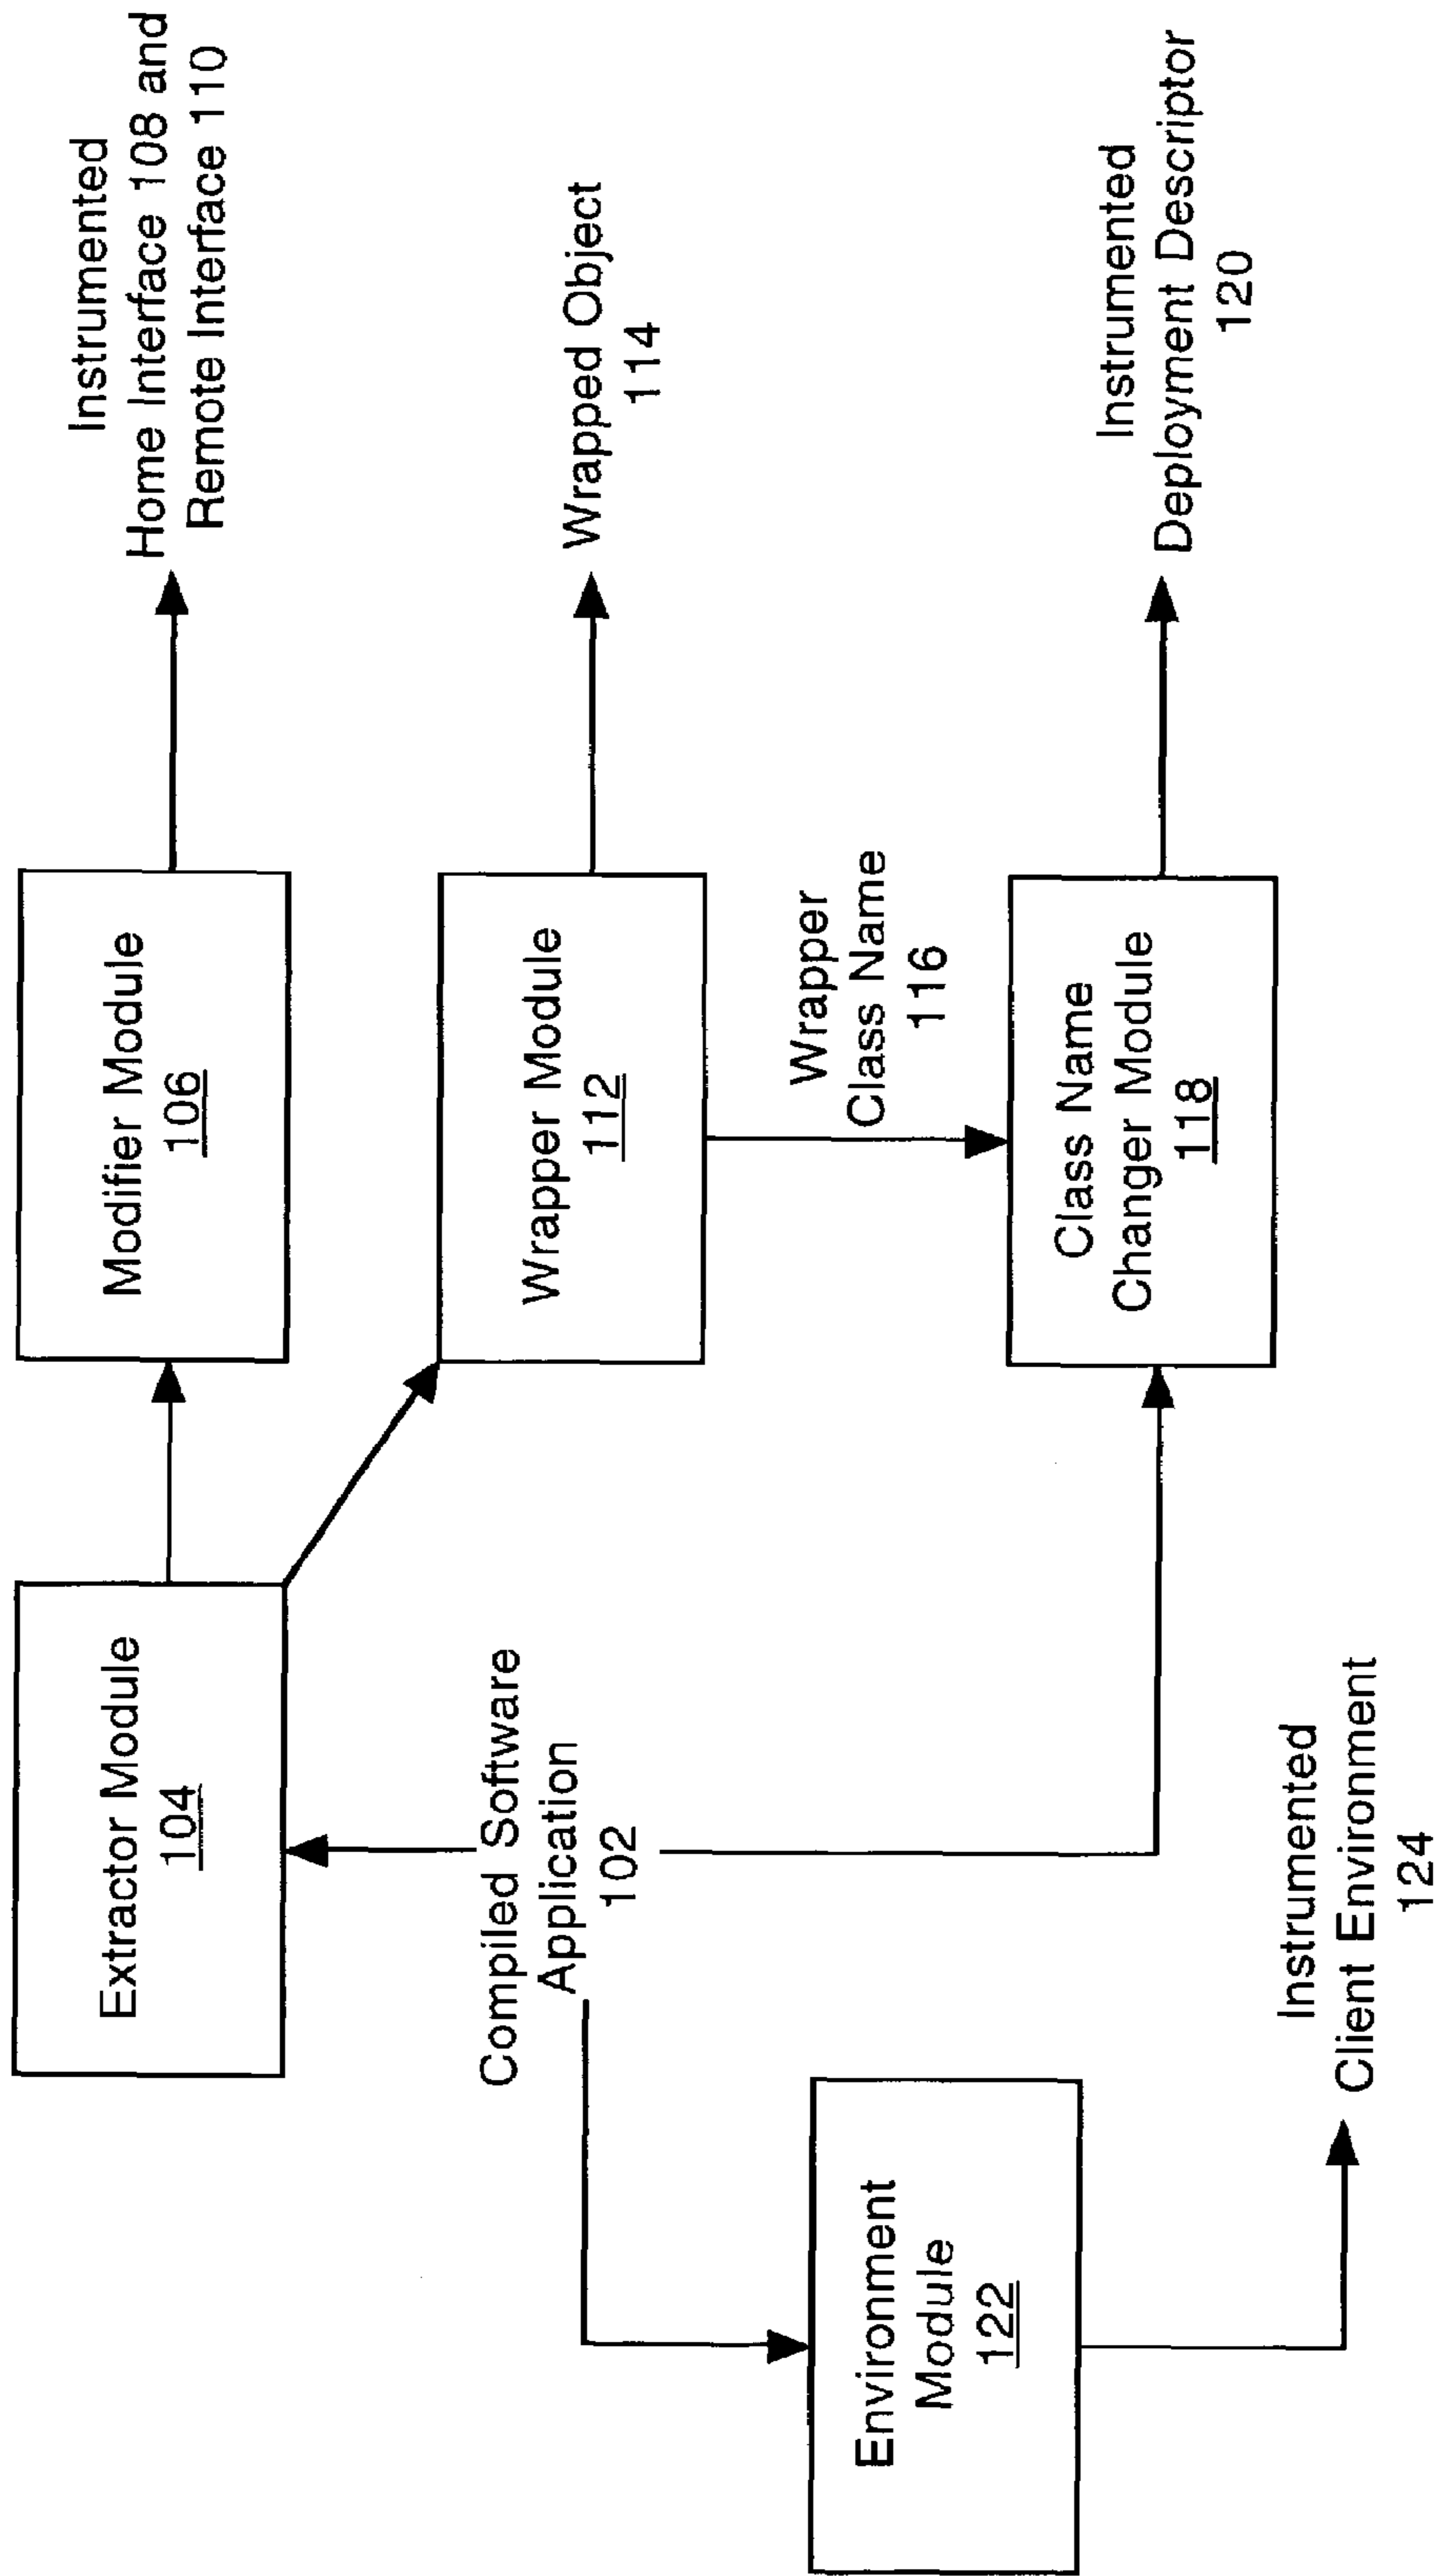 Extractor Module
104
Modifier Module
106
Instrumented
Home Interface 108 and
Remote Interface 110
Compiled Software
Application
102
Wrapper Module
112
Wrapped Object
114
Wrapper
Class Name
116
Environment
Module
122
Class Name
Changer Module
118
Instrumented
Deployment Descriptor
120
Instrumented
Client Environment
124